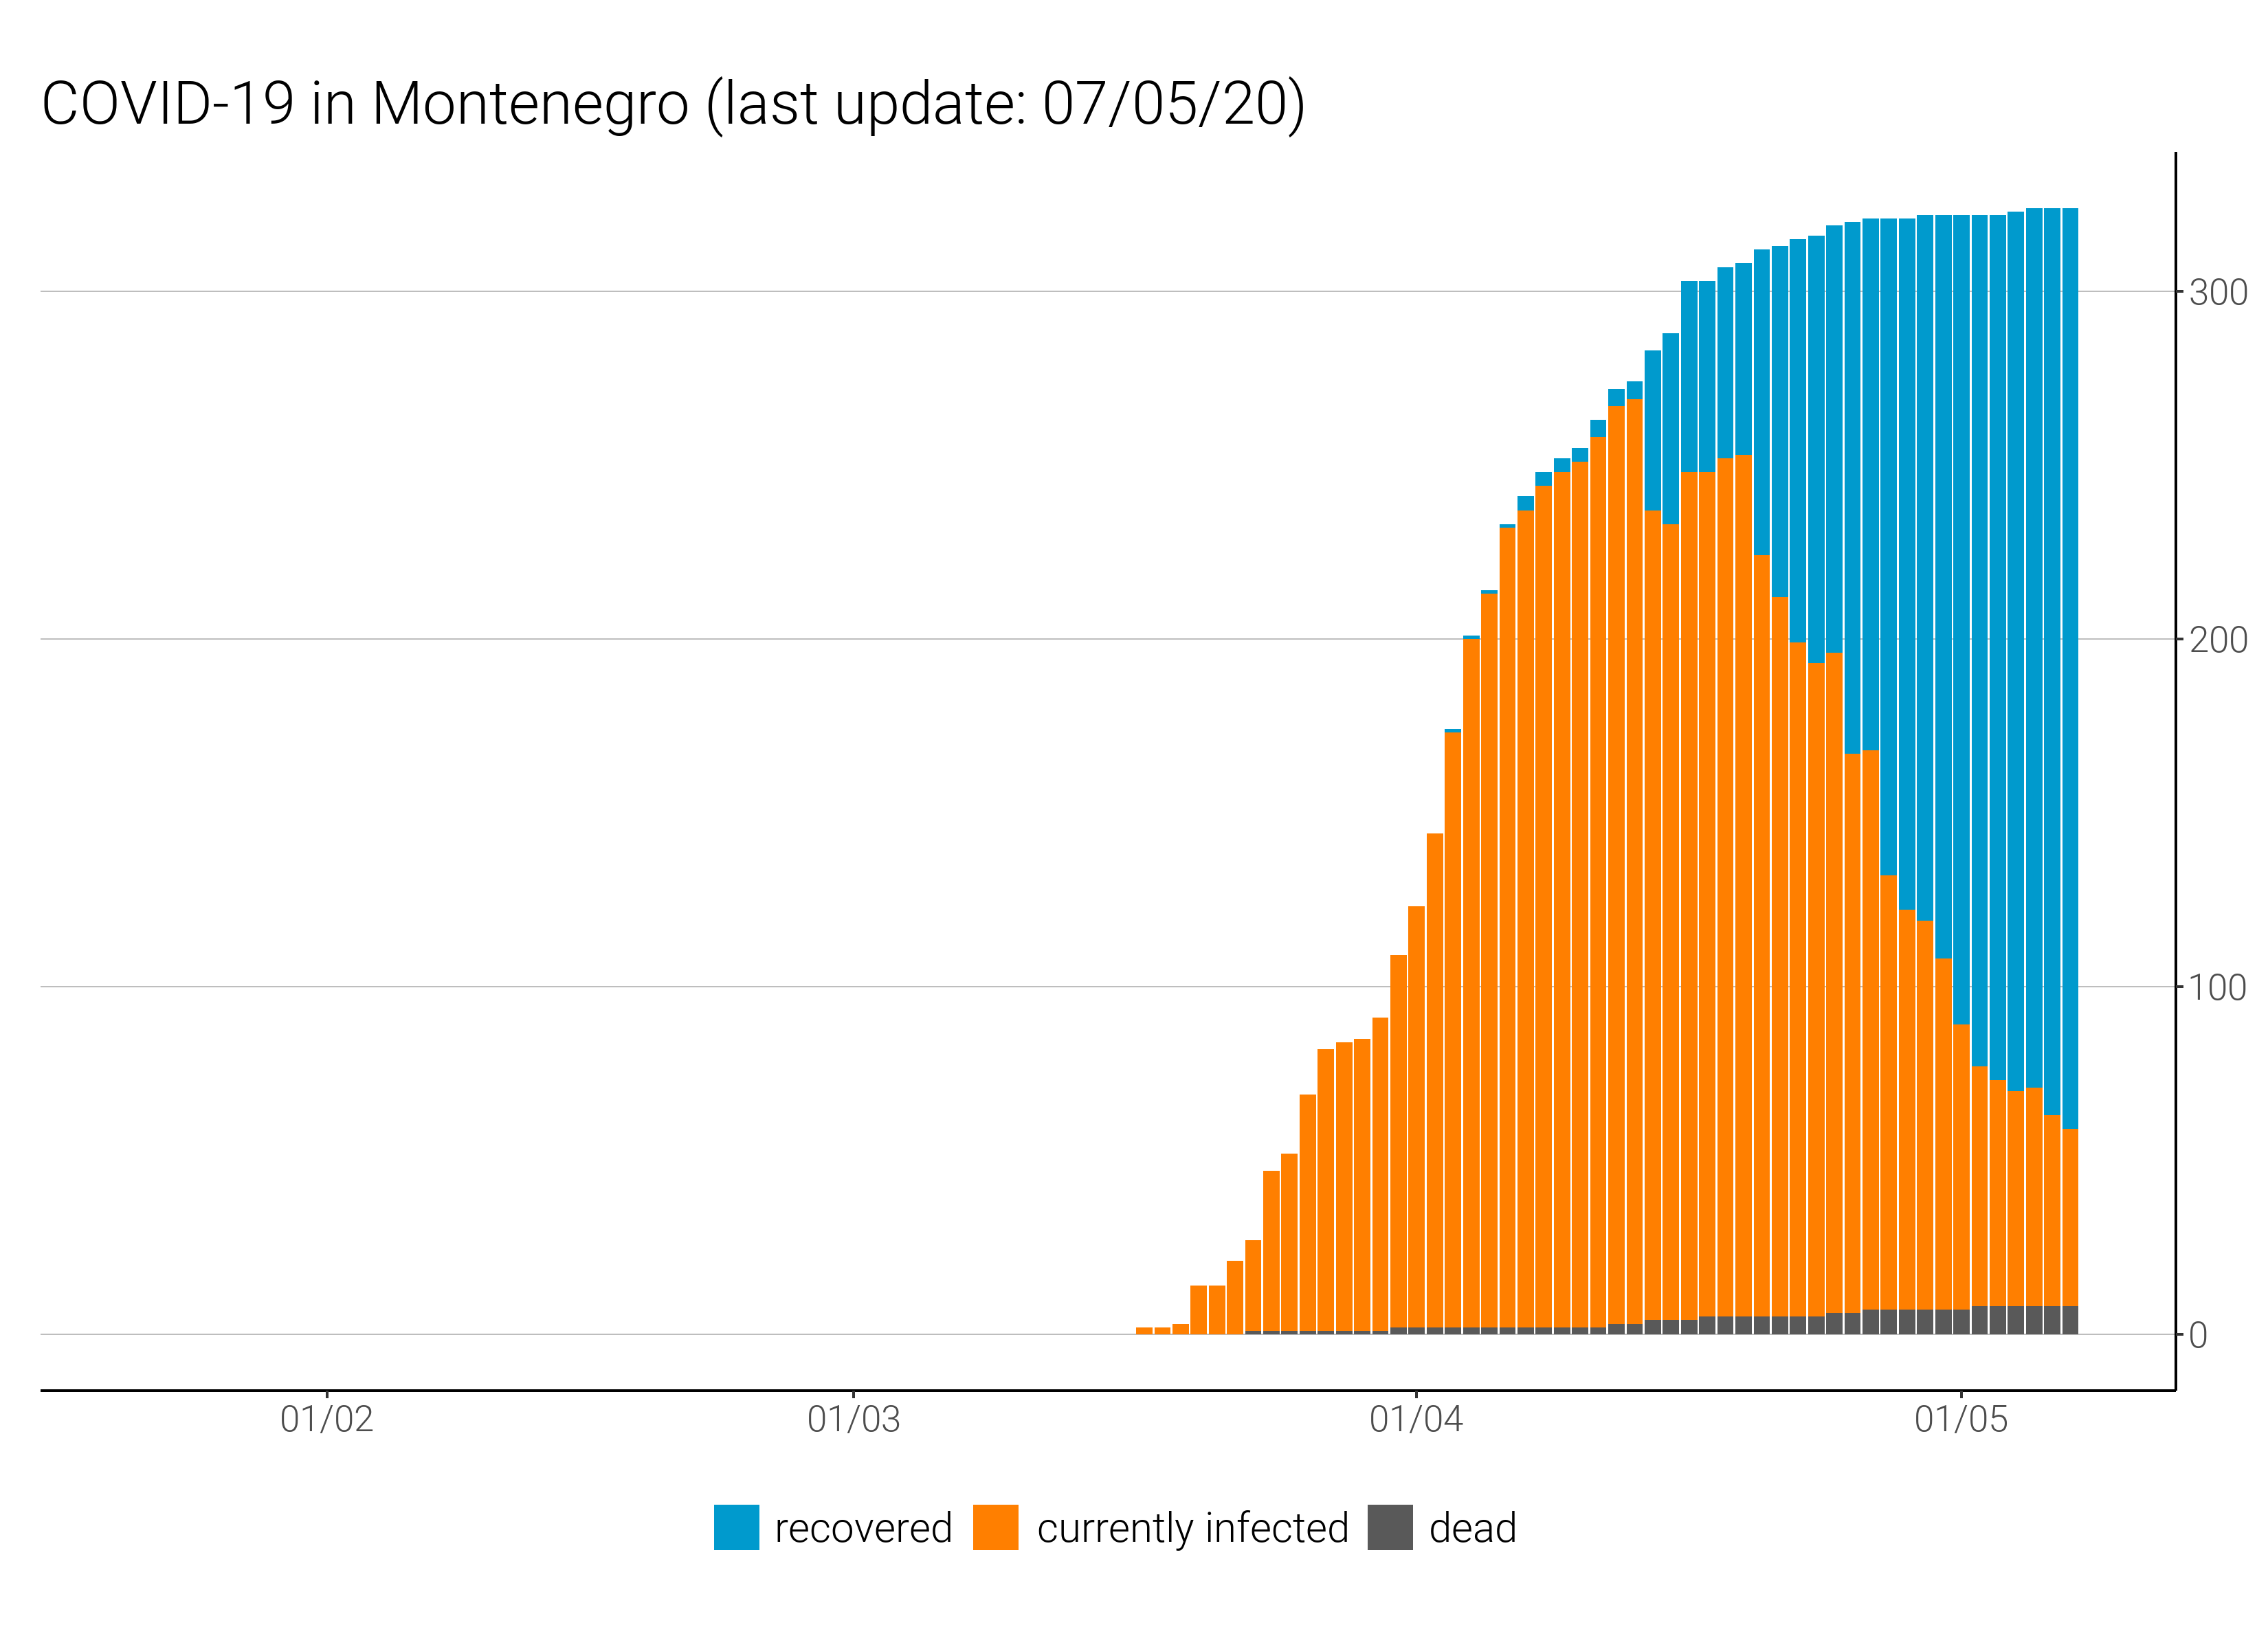 COVID-19 in Montenegro (last update: 07/05/20)
300
200
100
0
01/02 01/03 01/04 01/05
recovered currently infected dead